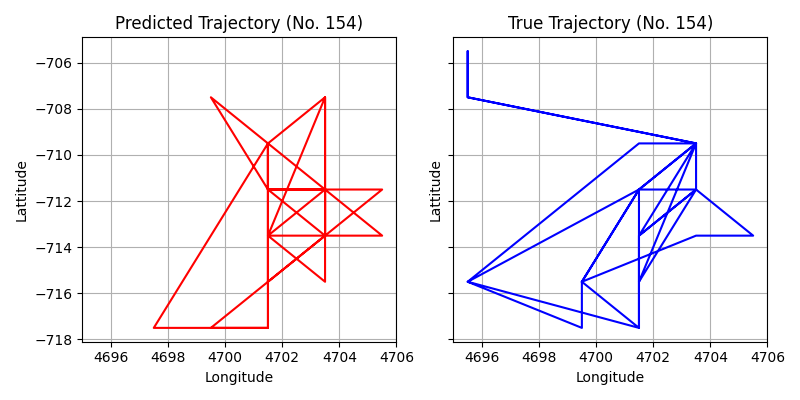 Predicted Trajectory (No. 154)
True Trajectory (No. 154)
Lattitude
−706
−708
−710
−712
−714
−716
−718
4696 4698 4700 4702 4704 4706
Longitude
Lattitude
4696 4698 4700 4702 4704 4706
Longitude